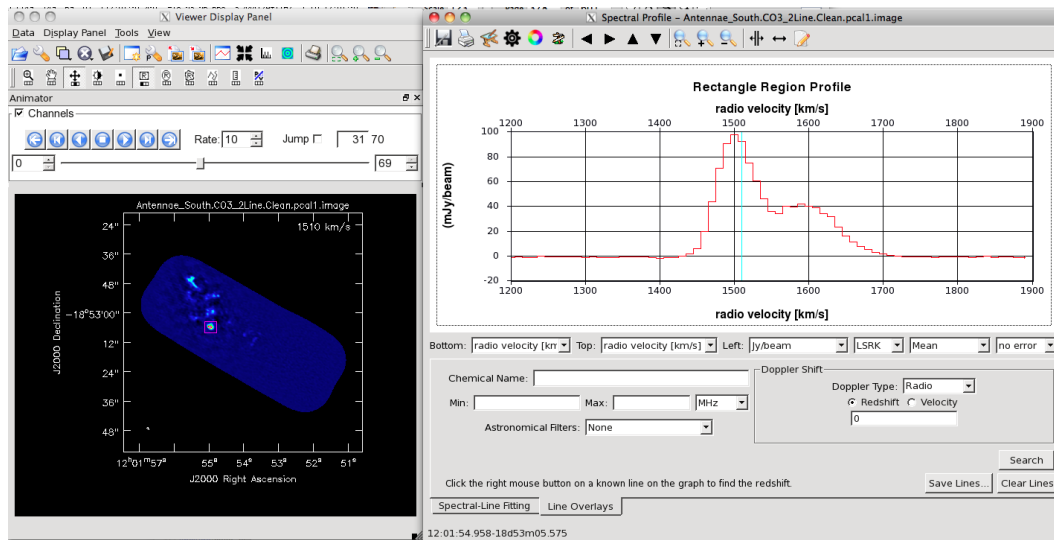 Viewer Display Panel
Data Display Panel Tools View
Animator
Channels
Rate: 10 Jump 31 70
0 69
Antennae_South.CO3_2Line.Clean.pcal1.image
1510 km/s
24"
36"
48"
-18°53'00"
12"
24"
36"
48"
J2000 Declination
12ʰ01ᵐ57ˢ 55ˢ 54ˢ 53ˢ 52ˢ 51ˢ
J2000 Right Ascension
Spectral Profile - Antennae_South.CO3_2Line.Clean.pcal1.image
Rectangle Region Profile
radio velocity [km/s]
1200 1300 1400 1500 1600 1700 1800 1900
100
80
60
40
20
0
-20
(mJy/beam)
1200 1300 1400 1500 1600 1700 1800 1900
radio velocity [km/s]
Bottom: radio velocity [km Top: radio velocity [km/s] Left: Jy/beam LSRK Mean no error
Chemical Name:
Min: Max: MHz
Astronomical Filters: None
Doppler Shift
Doppler Type: Radio
Redshift Velocity
0
Search
Click the right mouse button on a known line on the graph to find the redshift.
Save Lines... Clear Lines
Spectral-Line Fitting Line Overlays
12:01:54.958-18d53m05.575